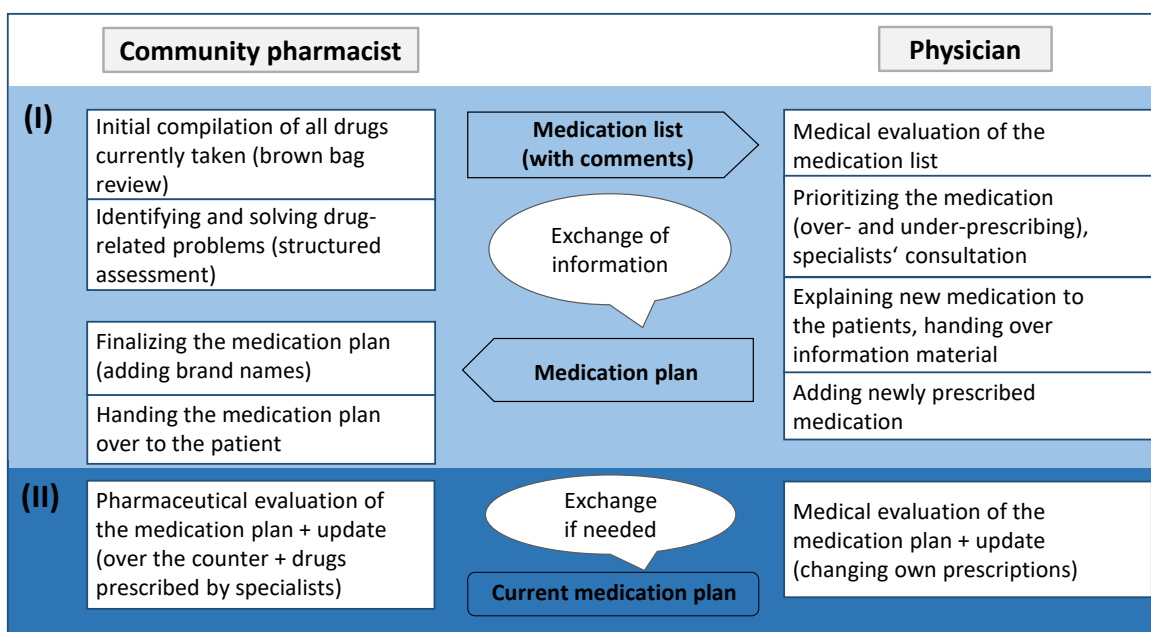 Community pharmacist
Physician
(I)
Initial compilation of all drugs
currently taken (brown bag
review)
Identifying and solving drug-
related problems (structured
assessment)
Finalizing the medication plan
(adding brand names)
Handing the medication plan
over to the patient
Medication list
(with comments)
Exchange of
information
Medication plan
Medical evaluation of the
medication list
Prioritizing the medication
(over- and under-prescribing),
specialists‘ consultation
Explaining new medication to
the patients, handing over
information material
Adding newly prescribed
medication
(II)
Pharmaceutical evaluation of
the medication plan + update
(over the counter + drugs
prescribed by specialists)
Exchange
if needed
Current medication plan
Medical evaluation of the
medication plan + update
(changing own prescriptions)